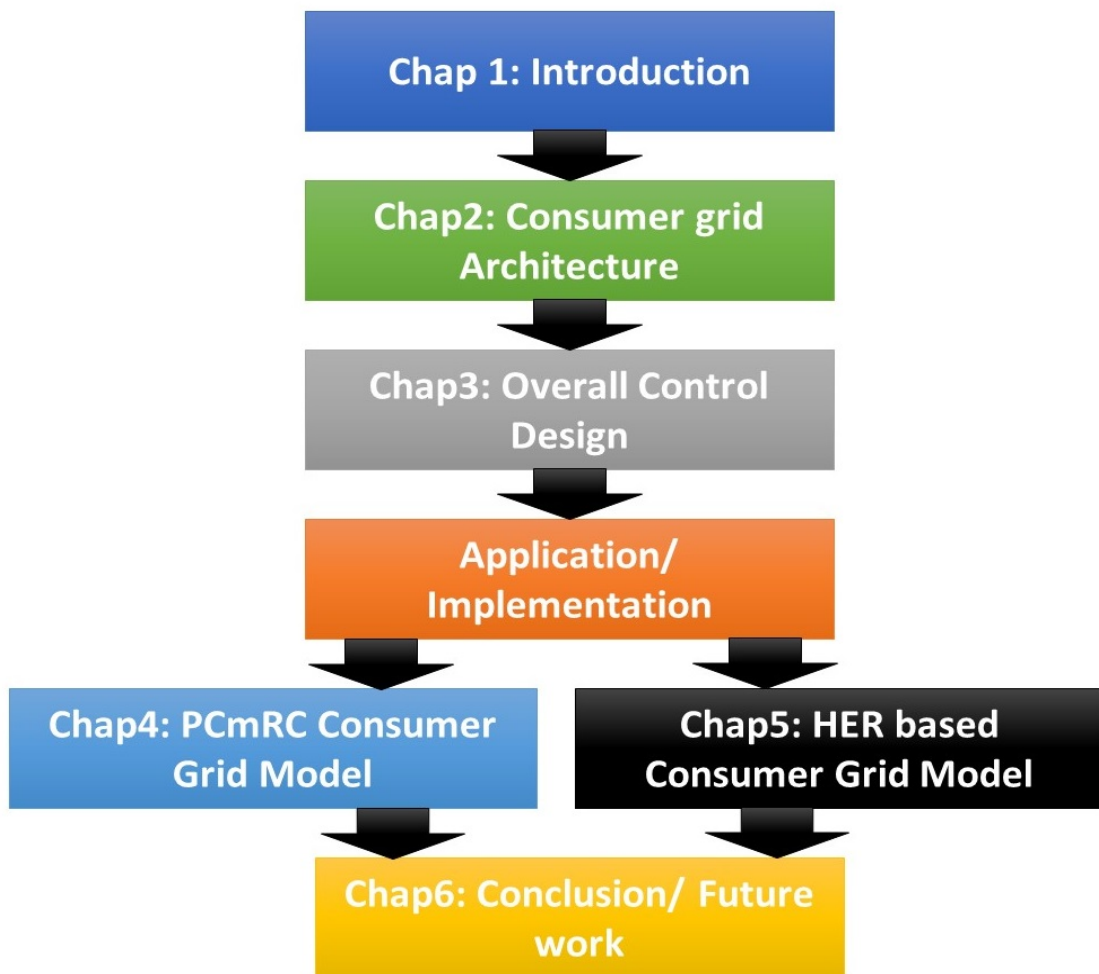 Chap 1: Introduction
Chap2: Consumer grid
Architecture
Chap3: Overall Control
Design
Application/
Implementation
Chap4: PCmRC Consumer
Grid Model
Chap5: HER based
Consumer Grid Model
Chap6: Conclusion/ Future
work